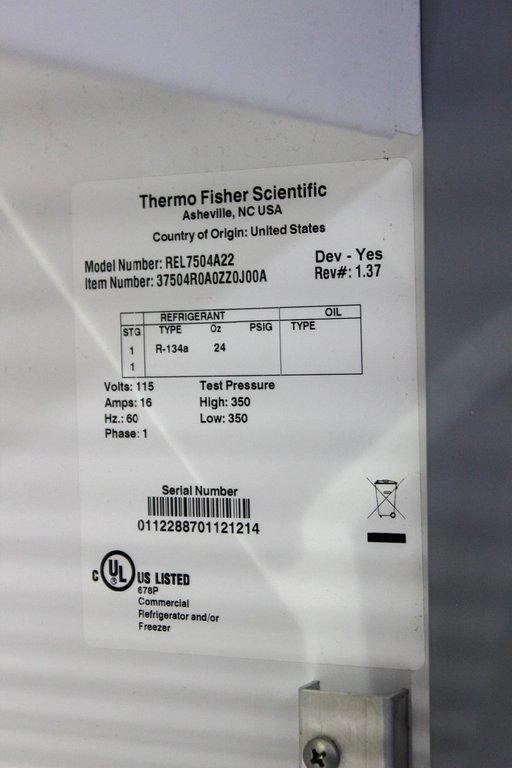 Thermo Fisher Scientific
Asheville, NC USA
Country of Origin: United States
Model Number: REL7504A22 Dev - Yes
Item Number: 37504R0A0ZZ0J00A Rev#: 1.37
REFRIGERANT OIL
STG TYPE Oz PSIG TYPE
1 R-134a 24
1
Volts: 115 Test Pressure
Amps: 16 High: 350
Hz.: 60 Low: 350
Phase: 1
Serial Number
0112288701121214
C UL ® US LISTED
678P
Commercial
Refrigerator and/or
Freezer